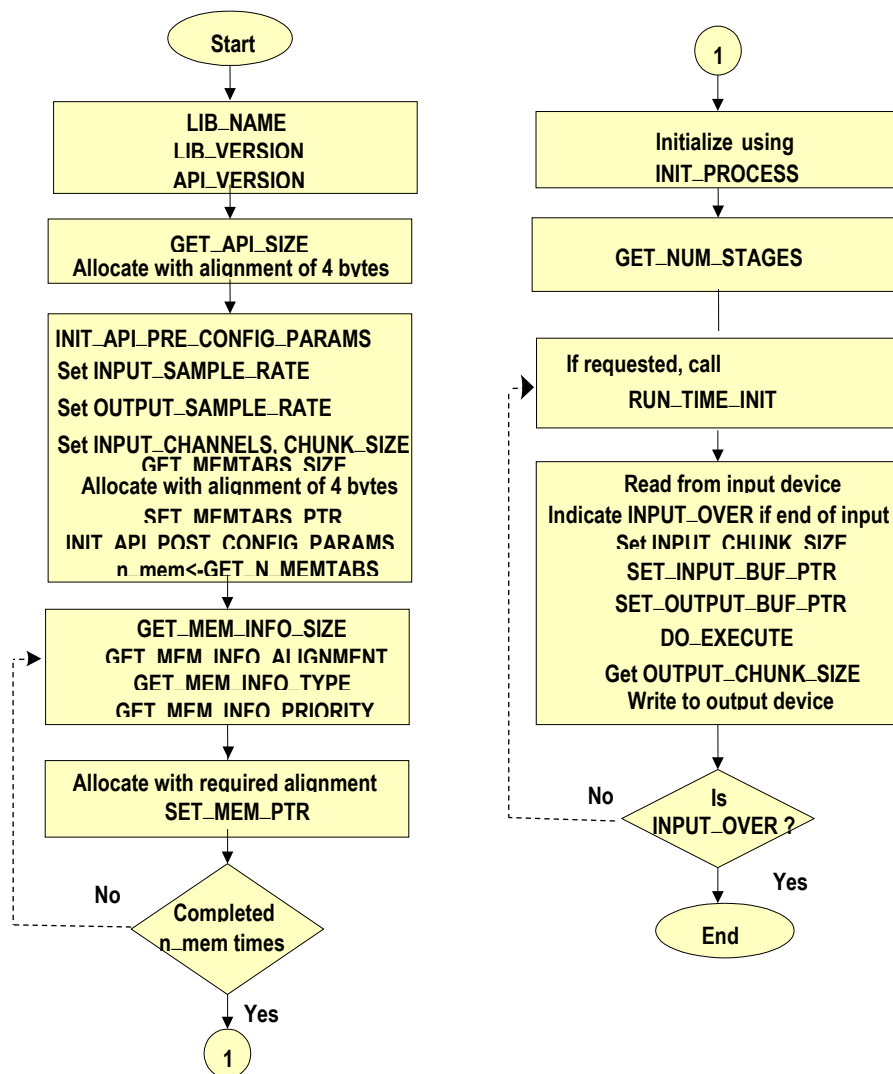 Start
LIB_NAME
LIB_VERSION
API_VERSION
GET_API_SIZE
Allocate with alignment of 4 bytes
INIT_API_PRE_CONFIG_PARAMS
Set INPUT_SAMPLE_RATE
Set OUTPUT_SAMPLE_RATE
Set INPUT_CHANNELS, CHUNK_SIZE
GET_MEMTABS_SIZE
Allocate with alignment of 4 bytes
SET_MEMTABS_PTR
INIT_API_POST_CONFIG_PARAMS
n_mem<-GET_N_MEMTABS
GET_MEM_INFO_SIZE
GET_MEM_INFO_ALIGNMENT
GET_MEM_INFO_TYPE
GET_MEM_INFO_PRIORITY
Allocate with required alignment
SET_MEM_PTR
No
Completed
n_mem times
Yes
1
1
Initialize using
INIT_PROCESS
GET_NUM_STAGES
If requested, call
RUN_TIME_INIT
Read from input device
Indicate INPUT_OVER if end of input
Set INPUT_CHUNK_SIZE
SET_INPUT_BUF_PTR
SET_OUTPUT_BUF_PTR
DO_EXECUTE
Get OUTPUT_CHUNK_SIZE
Write to output device
No
Is
INPUT_OVER ?
Yes
End